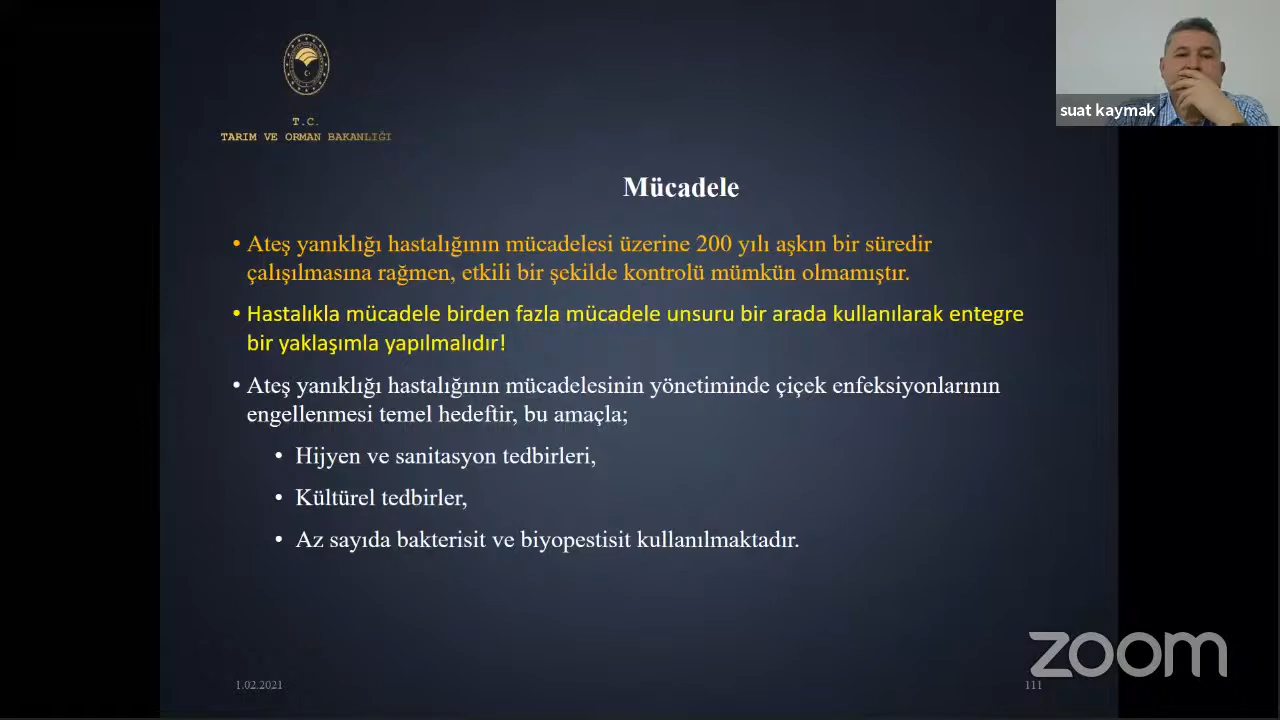 suat kaymak
T.C.
TARIM VE ORMAN BAKANLIĞI
Mücadele
• Ateş yanıklığı hastalığının mücadelesi üzerine 200 yılı aşkın bir süredir
çalışılmasına rağmen, etkili bir şekilde kontrolü mümkün olmamıştır.
• Hastalıkla mücadele birden fazla mücadele unsuru bir arada kullanılarak entegre
bir yaklaşımla yapılmalıdır!
• Ateş yanıklığı hastalığının mücadelesinin yönetiminde çiçek enfeksiyonlarının
engellenmesi temel hedeftir, bu amaçla;
• Hijyen ve sanitasyon tedbirleri,
• Kültürel tedbirler,
• Az sayıda bakterisit ve biyopestisit kullanılmaktadır.
zoom
1.02.2021
111